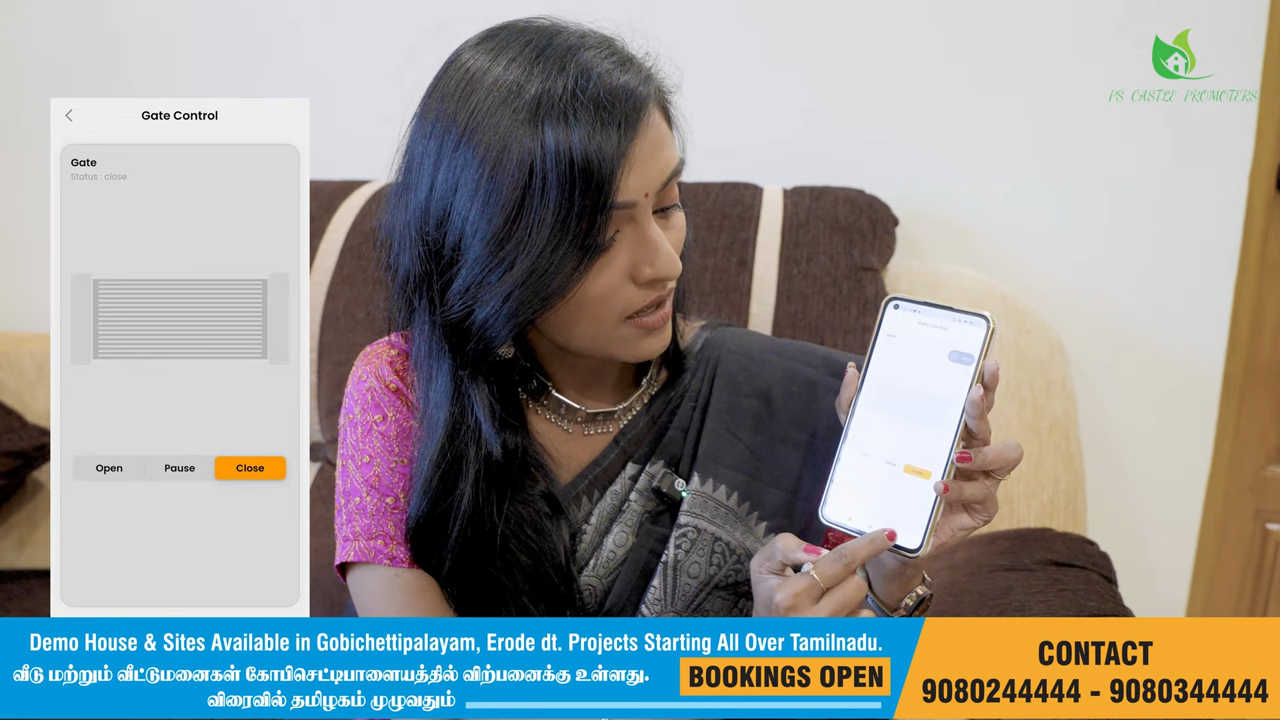 Gate Control
Gate
Status : close
Open Pause Close
PS CASTLE PROMOTERS
Gate Control
Demo House & Sites Available in Gobichettipalayam, Erode dt. Projects Starting All Over Tamilnadu.
வீடு மற்றும் வீட்டுமனைகள் கோபிசெட்டிபாளையத்தில் விற்பனைக்கு உள்ளது.
விரைவில் தமிழகம் முழுவதும்
BOOKINGS OPEN
CONTACT
9080244444 - 9080344444